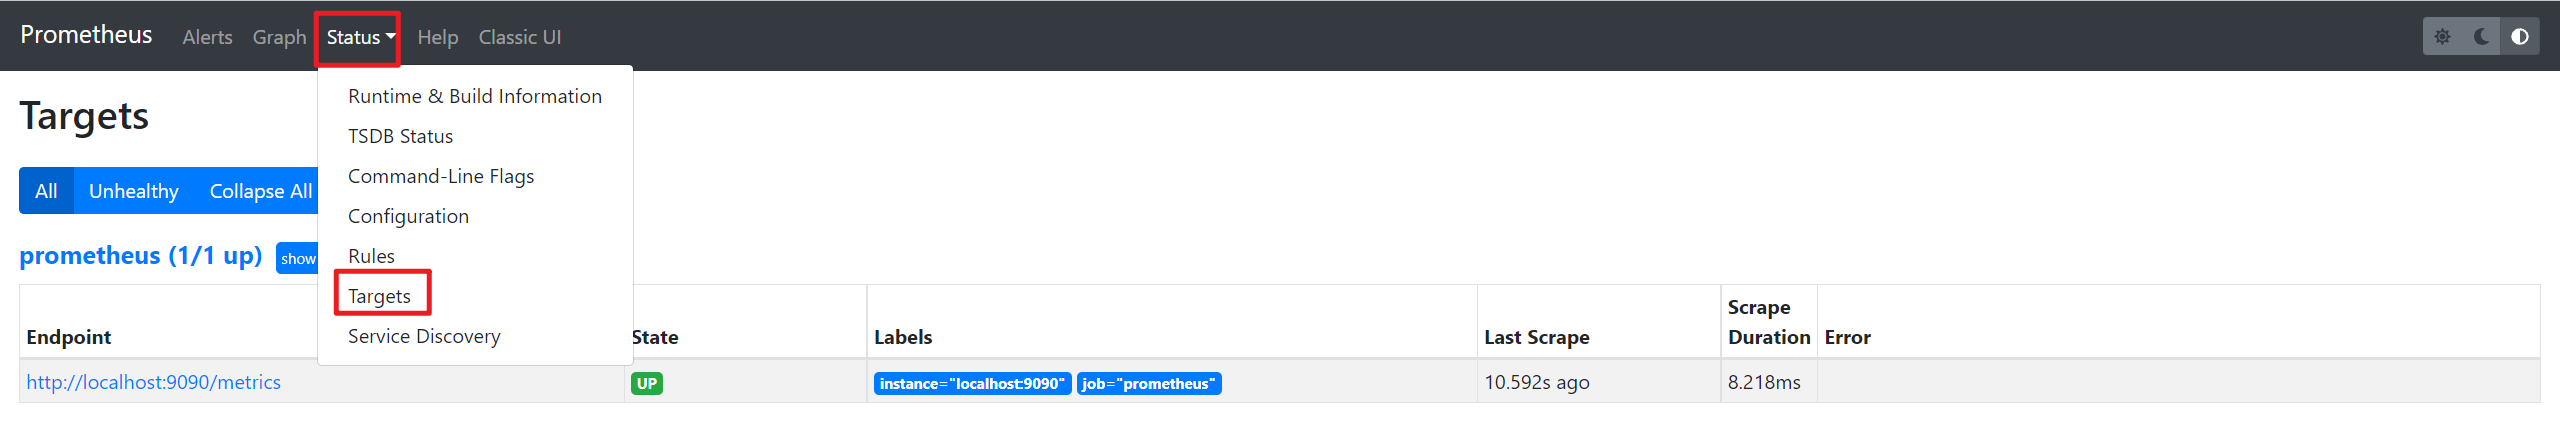 Prometheus Alerts Graph Status Help Classic UI
Runtime & Build Information
TSDB Status
Command-Line Flags
Configuration
Rules
Targets
Service Discovery
Targets
All Unhealthy Collapse All
prometheus (1/1 up) show
Endpoint State Labels Last Scrape Scrape Duration Error
http://localhost:9090/metrics UP instance="localhost:9090" job="prometheus" 10.592s ago 8.218ms